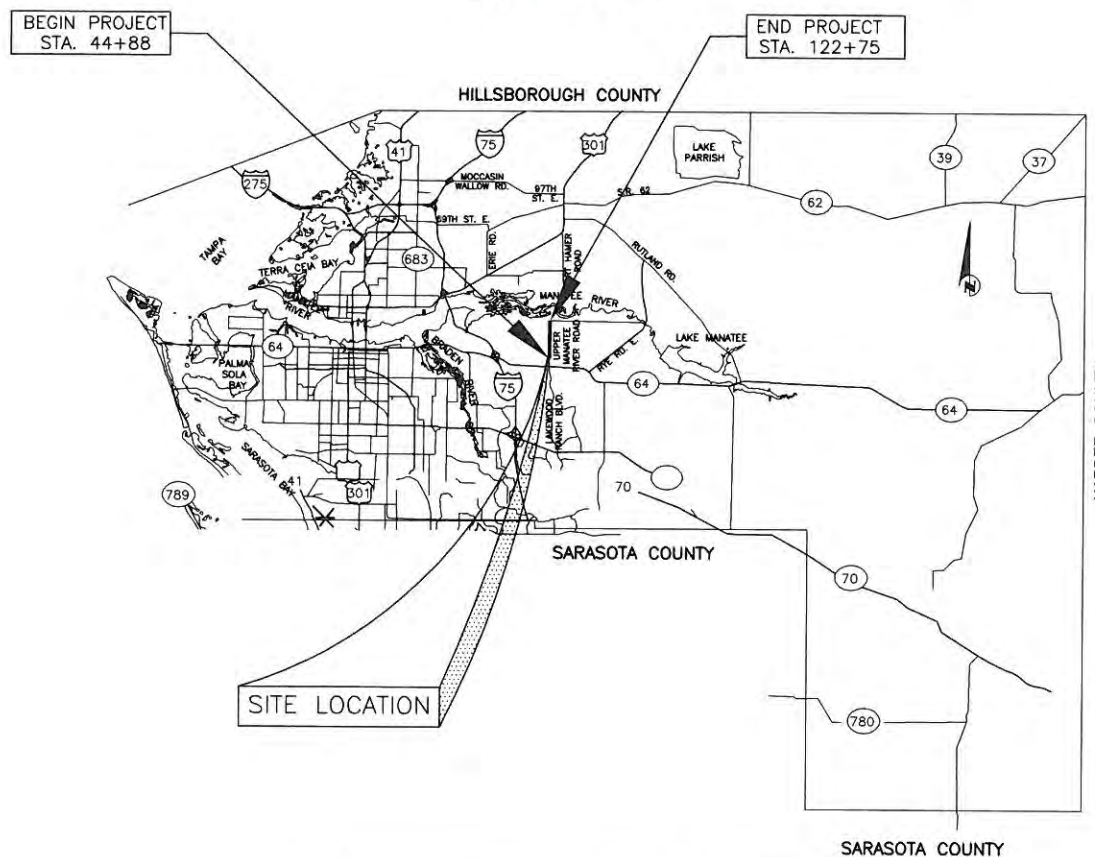 BEGIN PROJECT
STA. 44+88
END PROJECT
STA. 122+75
HILLSBOROUGH COUNTY
41
75
301
LAKE
PARRISH
39
37
275
MOCCASIN
WALLOW RD.
97TH
ST. E.
S.R. 62
62
69TH ST. E.
TAMPA
BAY
TERRA CEIA BAY
683
ERIE RD.
HAMER
ROAD
RUTLAND RD.
N
RIVER
MANATEE RIVER
64
PALMA
SOLA
BAY
BRADEN
RIVER
UPPER
MANATEE
RIVER ROAD
RYE RD. E.
LAKE MANATEE
75
64
64
LAKEWOOD
RANCH BLVD.
SARASOTA BAY
41
789
301
70
SARASOTA COUNTY
70
SITE LOCATION
780
SARASOTA COUNTY